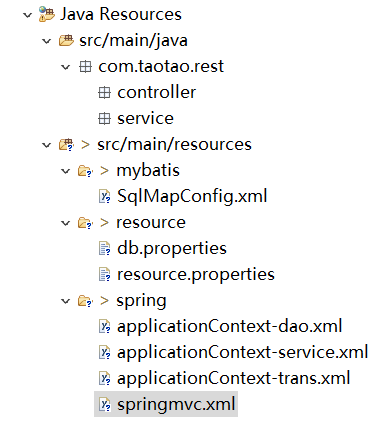 Java Resources
src/main/java
com.taotao.rest
controller
service
> src/main/resources
> mybatis
SqlMapConfig.xml
> resource
db.properties
resource.properties
> spring
applicationContext-dao.xml
applicationContext-service.xml
applicationContext-trans.xml
springmvc.xml